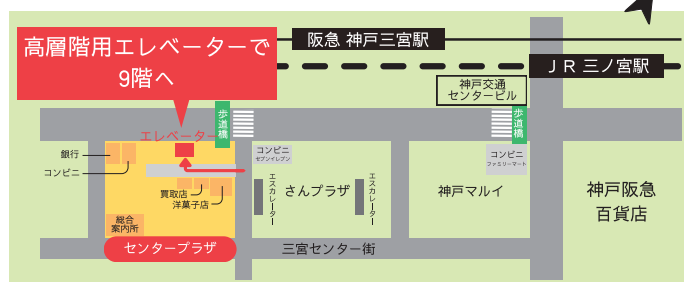 高層階用エレベーターで
9階へ
阪急 神戸三宮駅
JR 三ノ宮駅
神戸交通
センタービル
歩道橋
歩道橋
エレベーター
銀行
コンビニ
コンビニ
セブンイレブン
コンビニ
ファミリーマート
エスカレーター
さんプラザ
エスカレーター
神戸マルイ
神戸阪急
百貨店
買取店
洋菓子店
総合
案内所
センタープラザ
三宮センター街